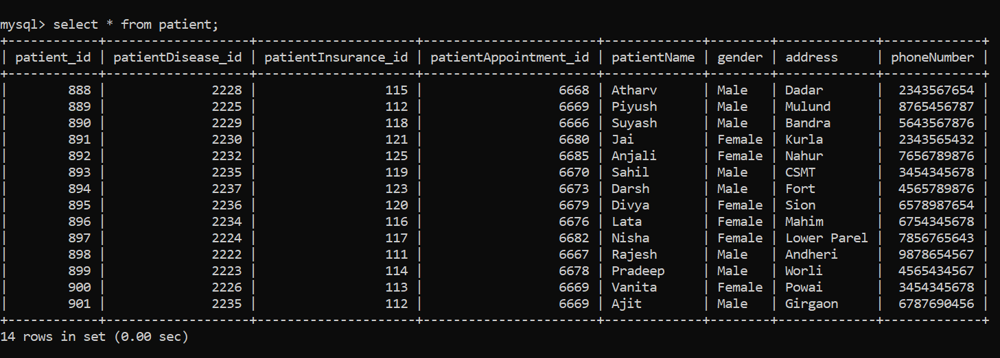 mysql> select * from patient;
+------------+-------------------+---------------------+-----------------------+-------------+--------+-------------+-------------+
| patient_id | patientDisease_id | patientInsurance_id | patientAppointment_id | patientName | gender | address     | phoneNumber |
+------------+-------------------+---------------------+-----------------------+-------------+--------+-------------+-------------+
|        888 |              2228 |                 115 |                  6668 | Atharv      | Male   | Dadar       |  2343567654 |
|        889 |              2225 |                 112 |                  6669 | Piyush      | Male   | Mulund      |  8765456787 |
|        890 |              2229 |                 118 |                  6666 | Suyash      | Male   | Bandra      |  5643567876 |
|        891 |              2230 |                 121 |                  6680 | Jai         | Female | Kurla       |  2343565432 |
|        892 |              2232 |                 125 |                  6685 | Anjali      | Female | Nahur       |  7656789876 |
|        893 |              2235 |                 119 |                  6670 | Sahil       | Male   | CSMT        |  3454345678 |
|        894 |              2237 |                 123 |                  6673 | Darsh       | Male   | Fort        |  4565789876 |
|        895 |              2236 |                 120 |                  6679 | Divya       | Female | Sion        |  6578987654 |
|        896 |              2234 |                 116 |                  6676 | Lata        | Female | Mahim       |  6754345678 |
|        897 |              2224 |                 117 |                  6682 | Nisha       | Female | Lower Parel |  7856765643 |
|        898 |              2222 |                 111 |                  6667 | Rajesh      | Male   | Andheri     |  9878654567 |
|        899 |              2223 |                 114 |                  6678 | Pradeep     | Male   | Worli       |  4565434567 |
|        900 |              2226 |                 113 |                  6669 | Vanita      | Female | Powai       |  3454345678 |
|        901 |              2235 |                 112 |                  6669 | Ajit        | Male   | Girgaon     |  6787690456 |
+------------+-------------------+---------------------+-----------------------+-------------+--------+-------------+-------------+
14 rows in set (0.00 sec)